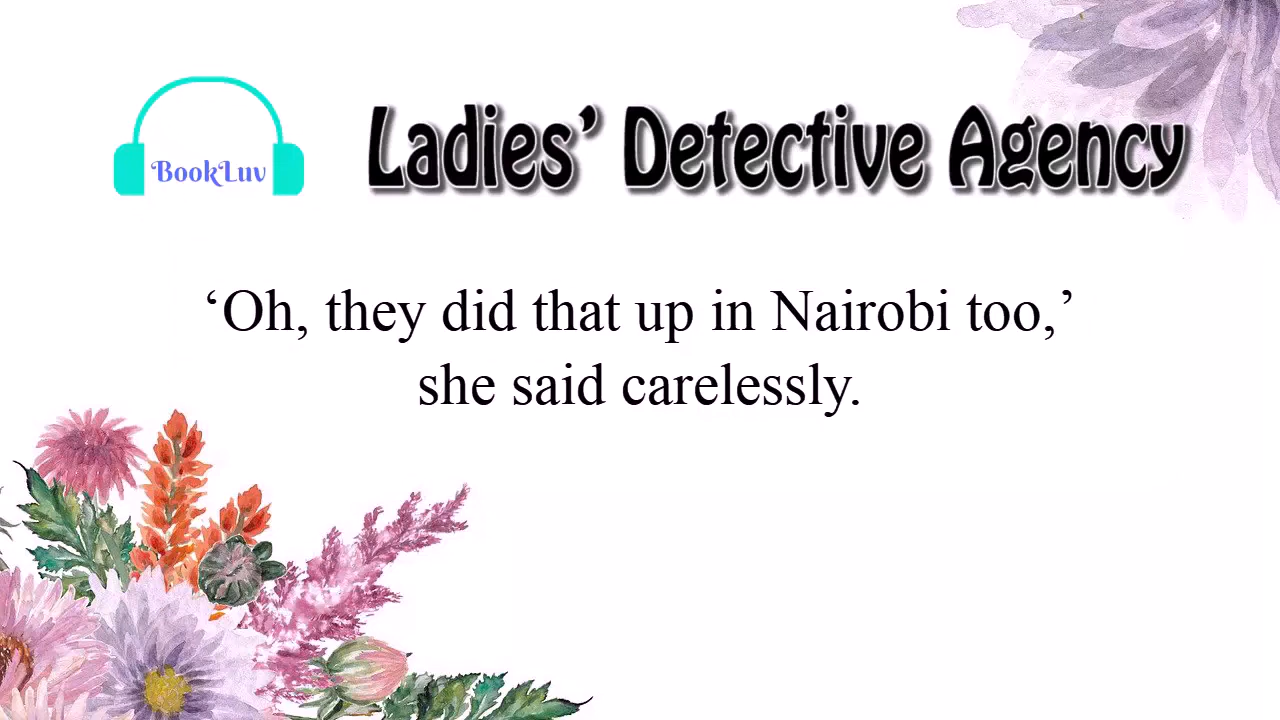 BookLuv
Ladies’ Detective Agency
‘Oh, they did that up in Nairobi too,’
she said carelessly.